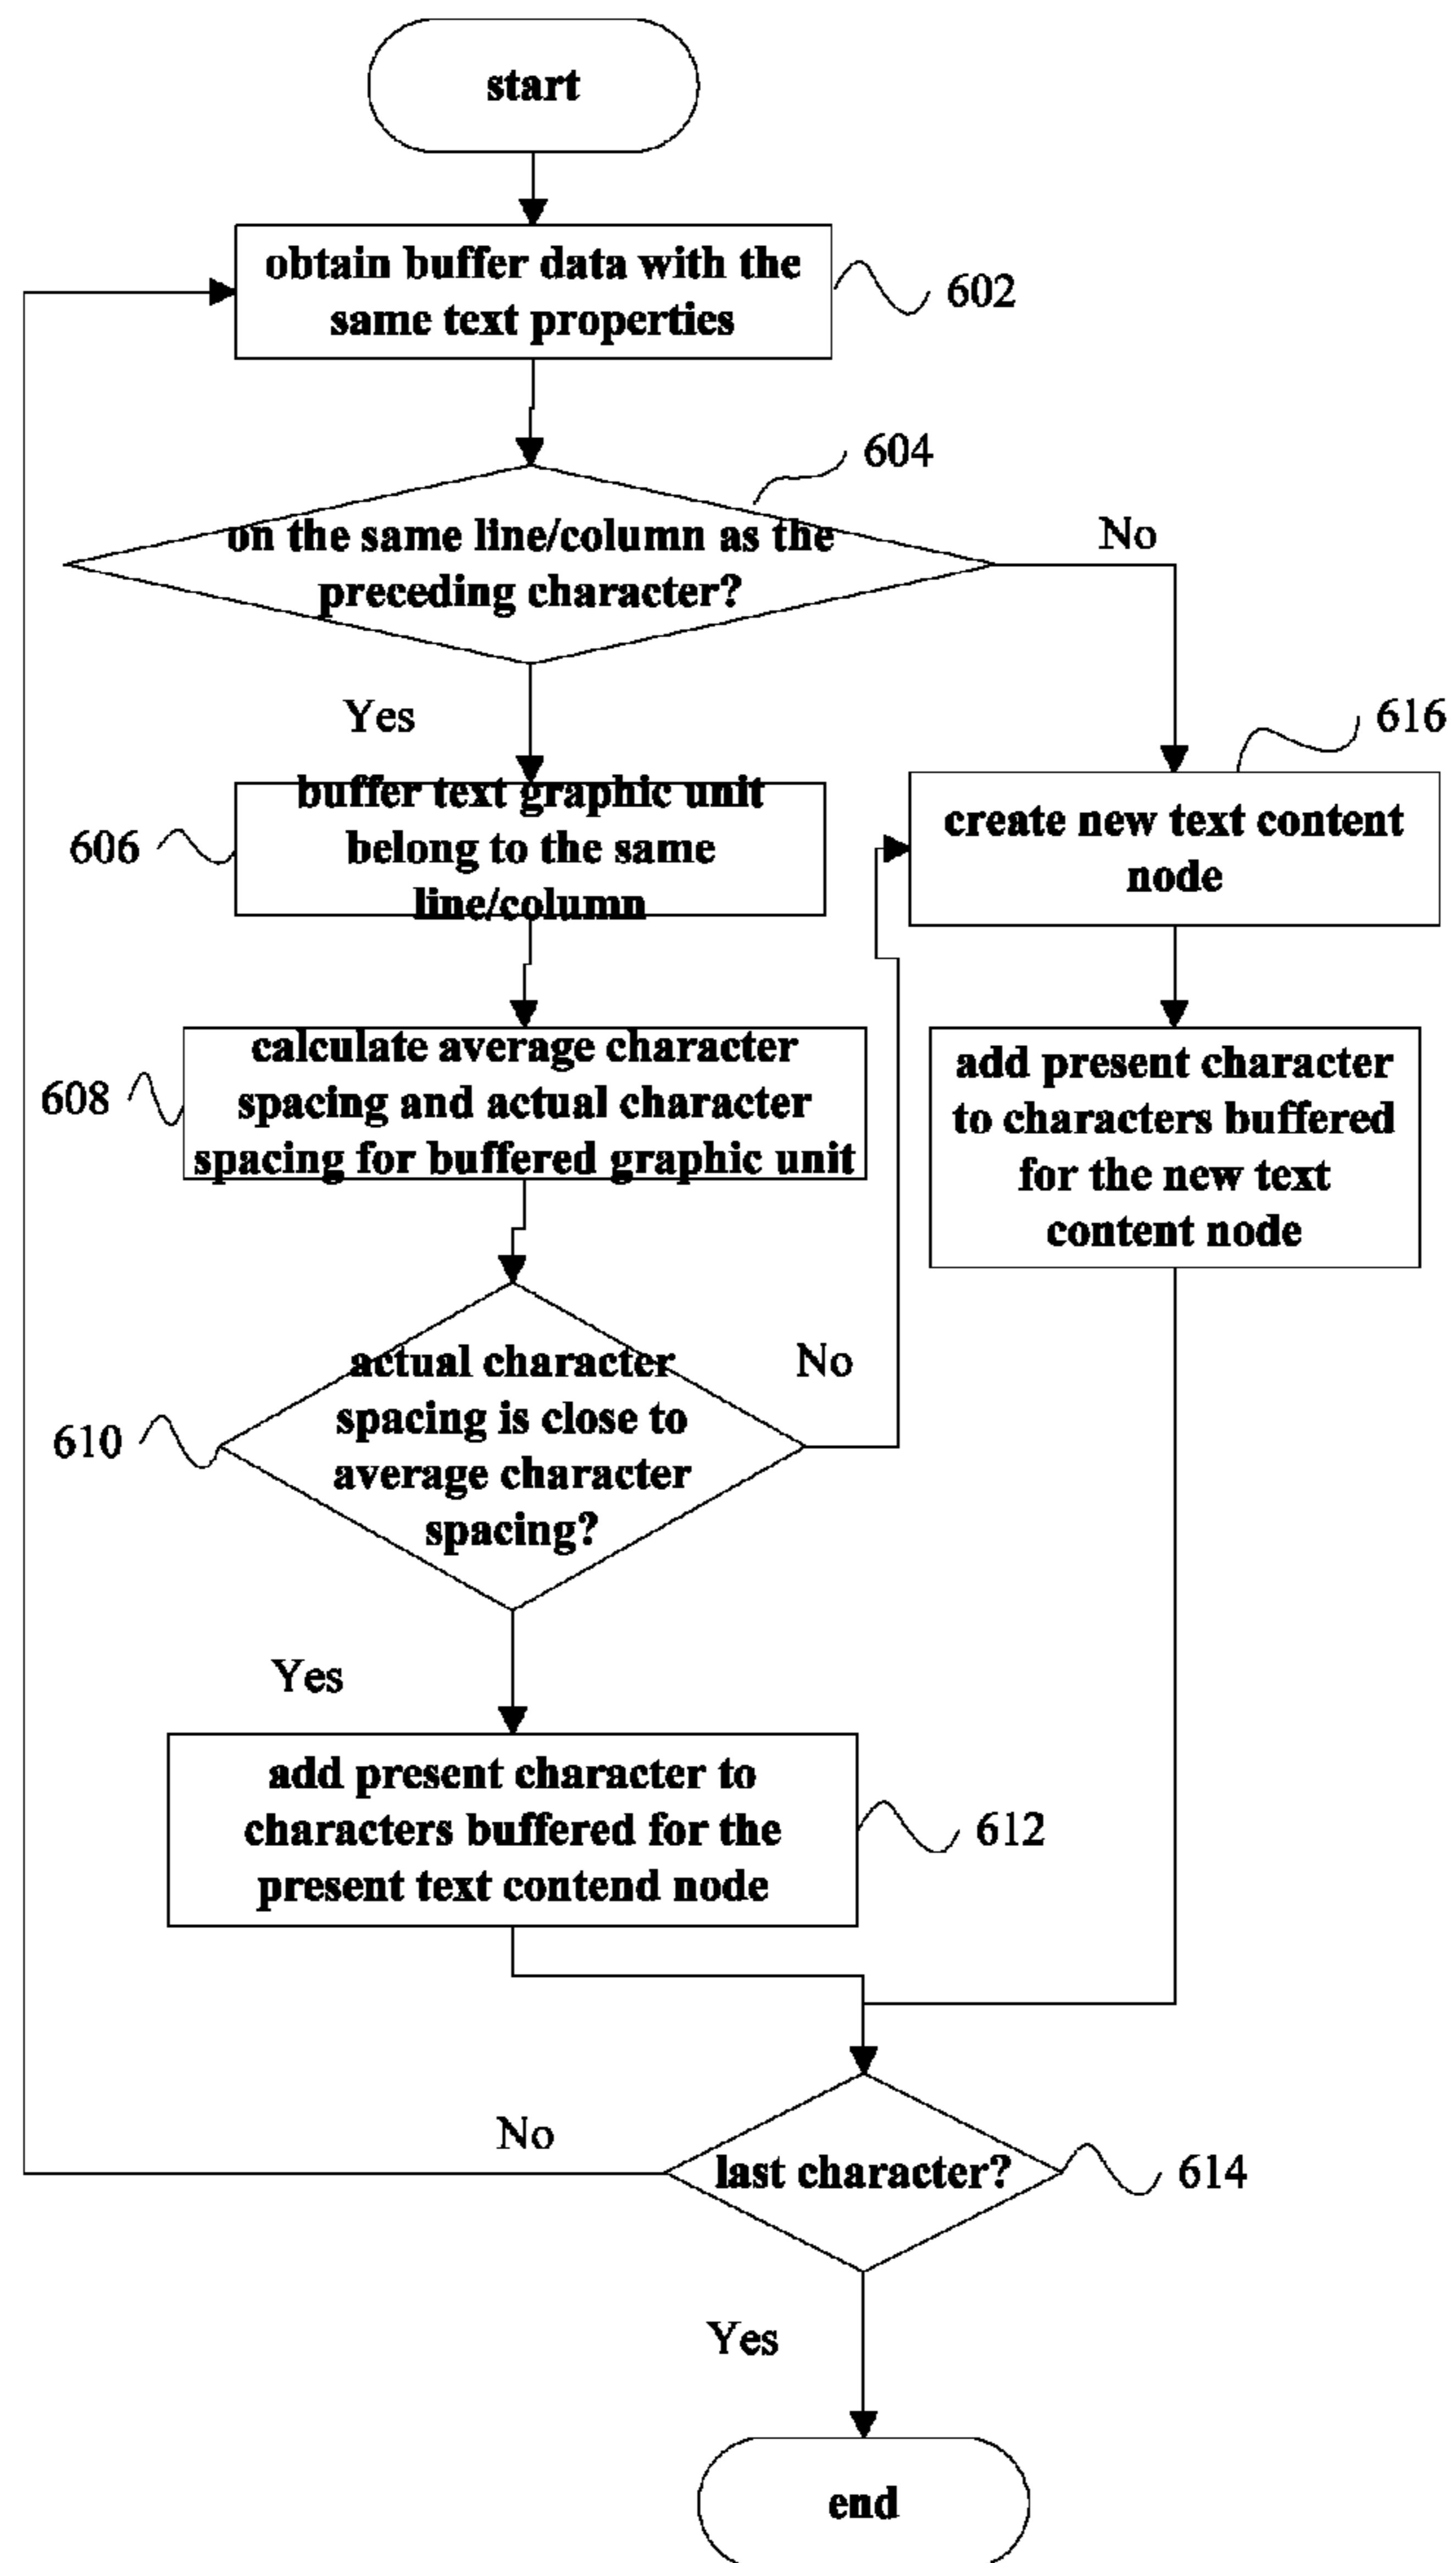 start
obtain buffer data with the
same text properties
602
604
on the same line/column as the
preceding character?
No
Yes
616
buffer text graphic unit
belong to the same
line/column
606
create new text content
node
calculate average character
spacing and actual character
spacing for buffered graphic unit
608
add present character
to characters buffered
for the new text
content node
actual character
spacing is close to
average character
spacing?
No
610
Yes
add present character to
characters buffered for the
present text contend node
612
No
last character?
614
Yes
end